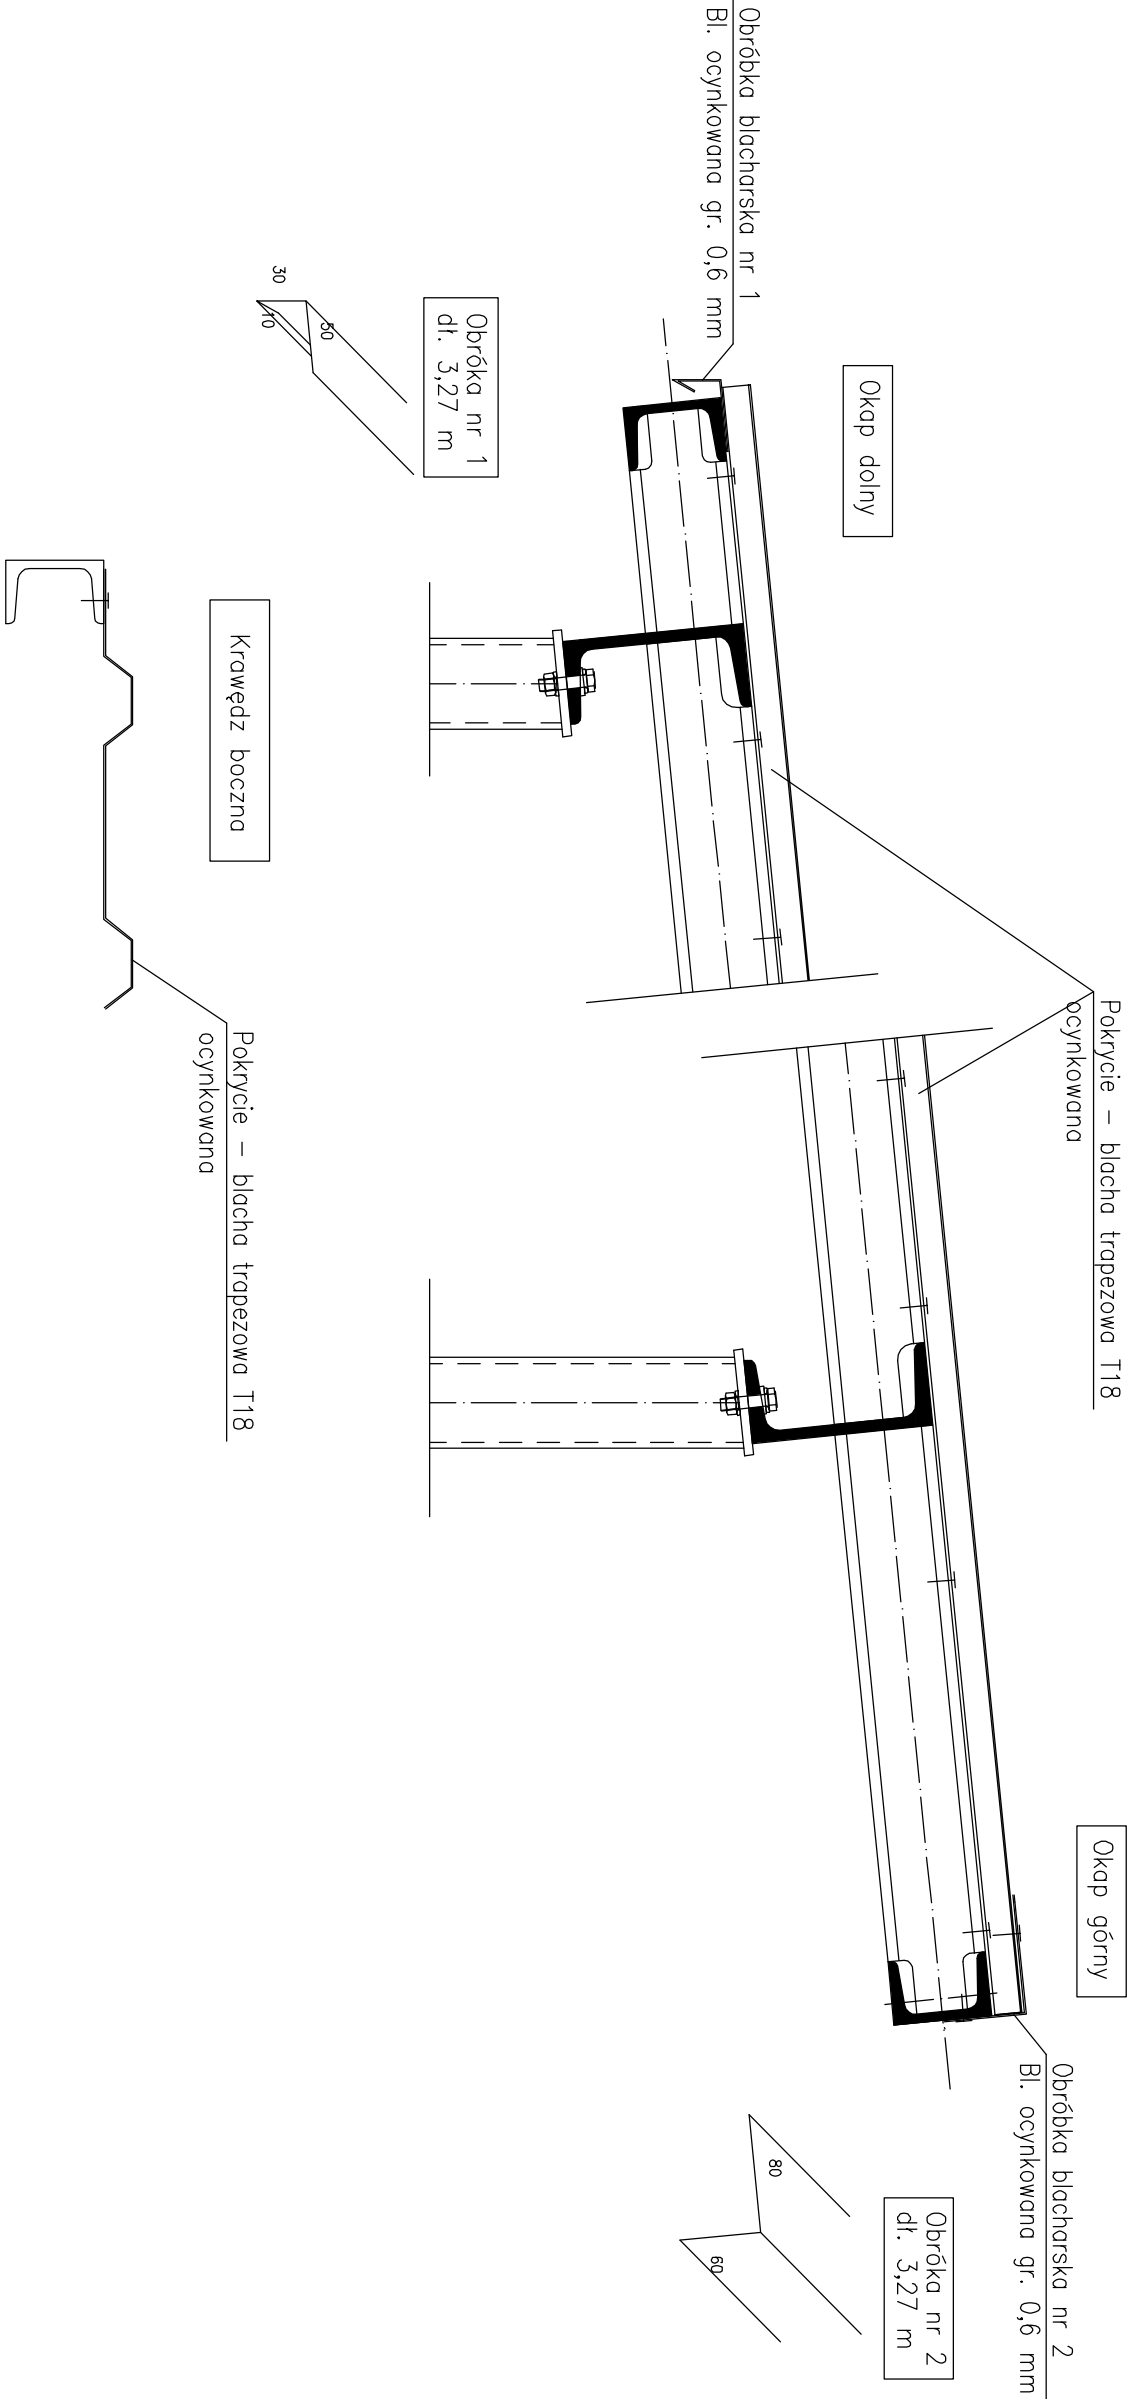 Okap górny
Pokrycie – blacha trapezowa T18
ocynkowana
Obróbka blacharska nr 2
Bl. ocynkowana gr. 0,6 mm
Okap dolny
Obróbka blacharska nr 1
Bl. ocynkowana gr. 0,6 mm
Obróka nr 2
dł. 3,27 m
80
60
Obróka nr 1
dł. 3,27 m
50
30
10
Krawędz boczna
Pokrycie – blacha trapezowa T18
ocynkowana